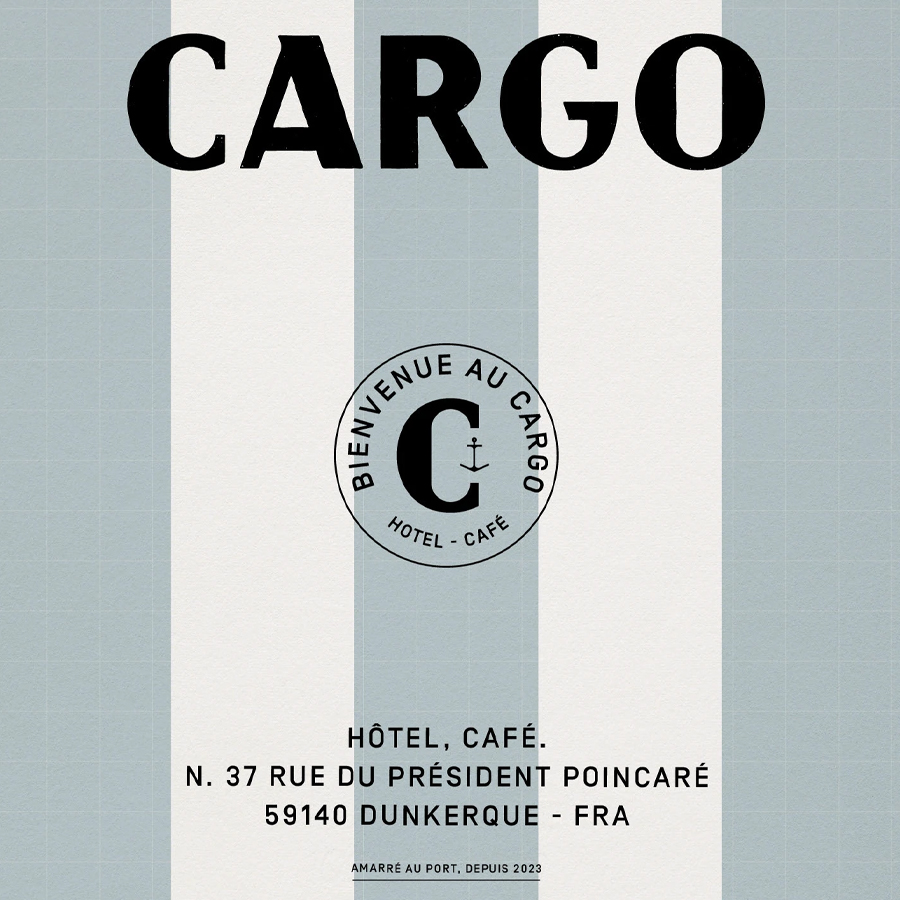 CARGO
BIENVENUE AU CARGO
C
HOTEL - CAFÉ
HÔTEL, CAFÉ.
N. 37 RUE DU PRÉSIDENT POINCARÉ
59140 DUNKERQUE - FRA
AMARRÉ AU PORT, DEPUIS 2023